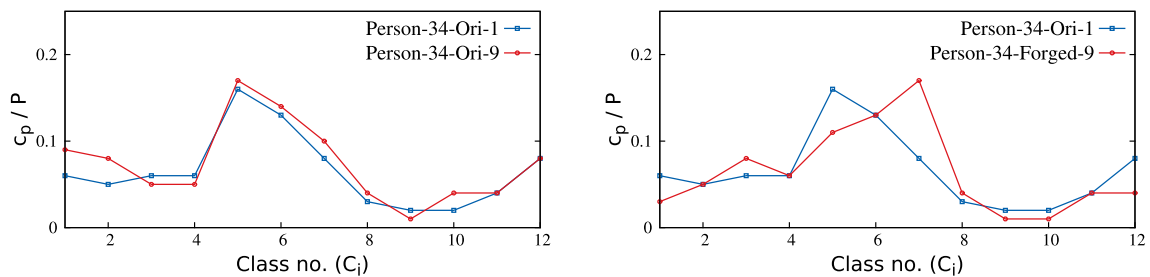 Person-34-Ori-1
Person-34-Ori-9
0.2
0.1
0
c_p / P
2 4 6 8 10 12
Class no. (C_i)
Person-34-Ori-1
Person-34-Forged-9
0.2
0.1
0
c_p / P
2 4 6 8 10 12
Class no. (C_i)